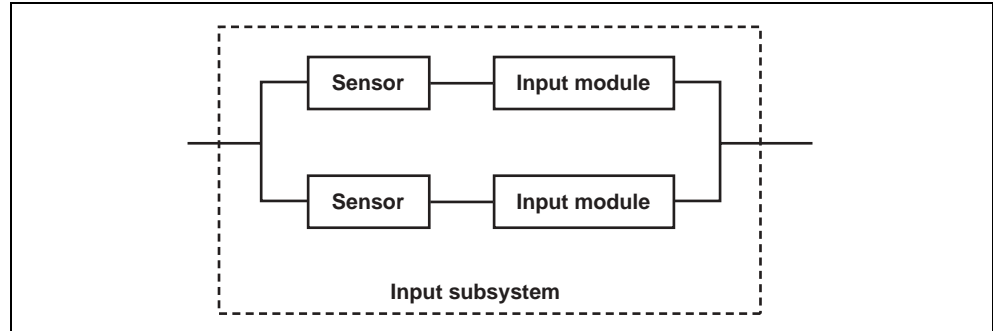 Sensor
Input module
Sensor
Input module
Input subsystem